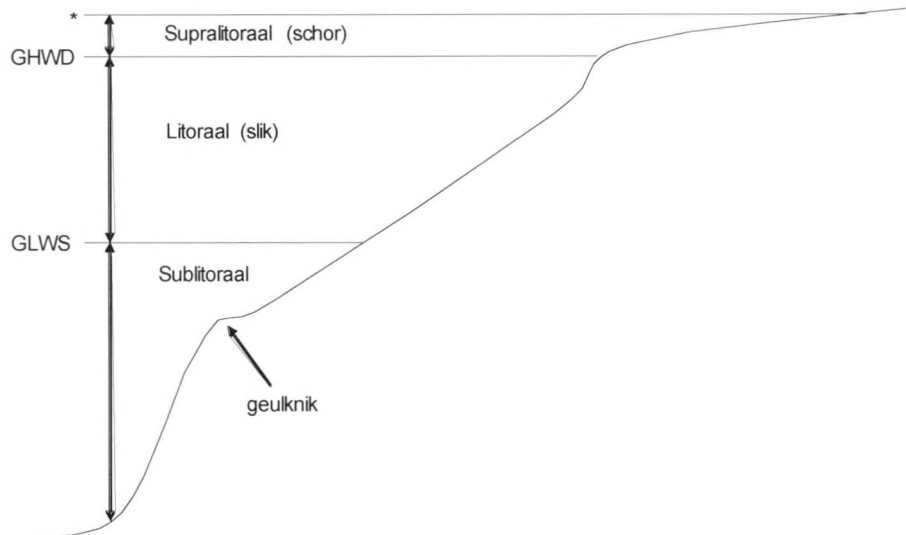 *
Supralitoraal (schor)
GHWD
Litoraal (slik)
GLWS
Sublitoraal
geulknik